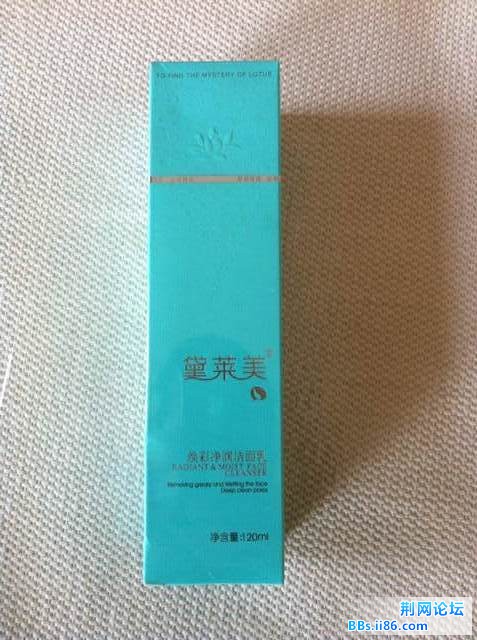 TO FIND THE MYSTERY OF LOTUS
黛莱美
焕彩净润洁面乳
RADIANT & MOIST FACE
CLEANSER
Removing greasy and Wetting the face
Deep clean pores
净含量:120ml
荆网论坛
BBs.ii86.com